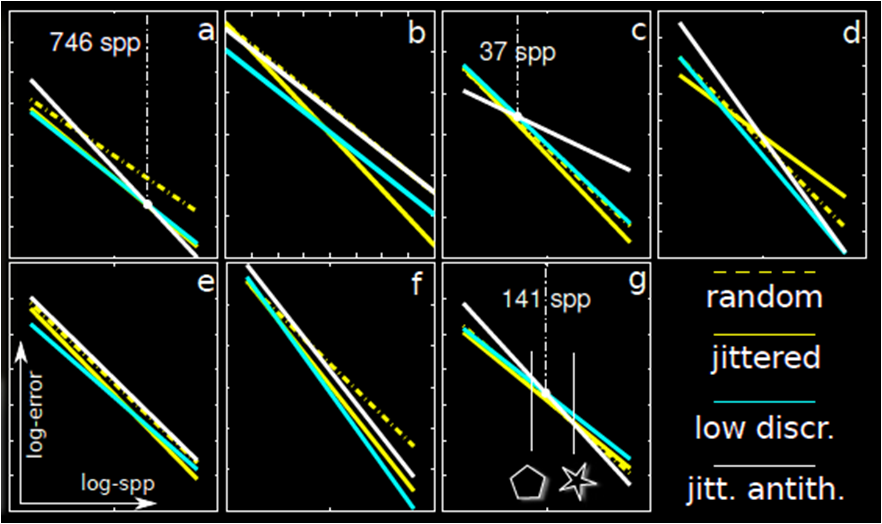 746 spp
a
b
37 spp
c
d
e
log-error
log-spp
f
141 spp
g
random
jittered
low discr.
jitt. antith.